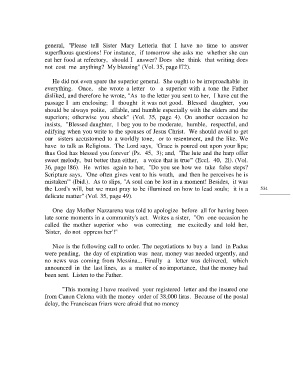 general, "Please tell Sister Mary Letteria that I have no time to answer
superfluous questions! For instance, if tomorrow she asks me whether she can
eat her food at refectory, should I answer? Does she think that writing does
not cost me anything? My blessing" (Vol. 35, page 172).
He did not even spare the superior general. She ought to be irreproachable in
everything. Once, she wrote a letter to a superior with a tone the Father
disliked, and therefore he wrote, "As to the letter you sent to her, I have cut the
passage I am enclosing; I thought it was not good. Blessed daughter, you
should be always polite, affable, and humble especially with the elders and the
superiors; otherwise you shock" (Vol. 35, page 4). On another occasion he
insists, "Blessed daughter, I beg you to be moderate, humble, respectful, and
edifying when you write to the spouses of Jesus Christ. We should avoid to get
our sisters accustomed to a worldly tone, or to resentment, and the like. We
have to talk as Religious. The Lord says, 'Grace is poured out upon your lips;
thus God has blessed you forever' (Ps. 45, 3); and, 'The lute and the harp offer
sweet melody, but better than either, a voice that is true'" (Eccl. 40, 21). (Vol.
36, page 86). He writes again to her, "Do you see how we take false steps?
Scripture says, 'One often gives vent to his wrath, and then he perceives he is
mistaken'" (Ibid.). As to slips, "A soul can be lost in a moment! Besides, it was
the Lord's will, but we must pray to be illumined on how to lead souls; it is a
delicate matter" (Vol. 35, page 49).
One day Mother Nazarena was told to apologize before all for having been
late some moments in a community's act. Writes a sister, "On one occasion he
called the mother superior who was correcting me excitedly and told her,
'Sister, do not oppress her'!"
Nice is the following call to order. The negotiations to buy a land in Padua
were pending, the day of expiration was near, money was needed urgently, and
no news was coming from Messina... Finally a letter was delivered, which
announced in the last lines, as a matter of no importance, that the money had
been sent. Listen to the Father.
"This morning I have received your registered letter and the insured one
from Canon Celona with the money order of 38,000 liras. Because of the postal
delay, the Franciscan friars were afraid that no money